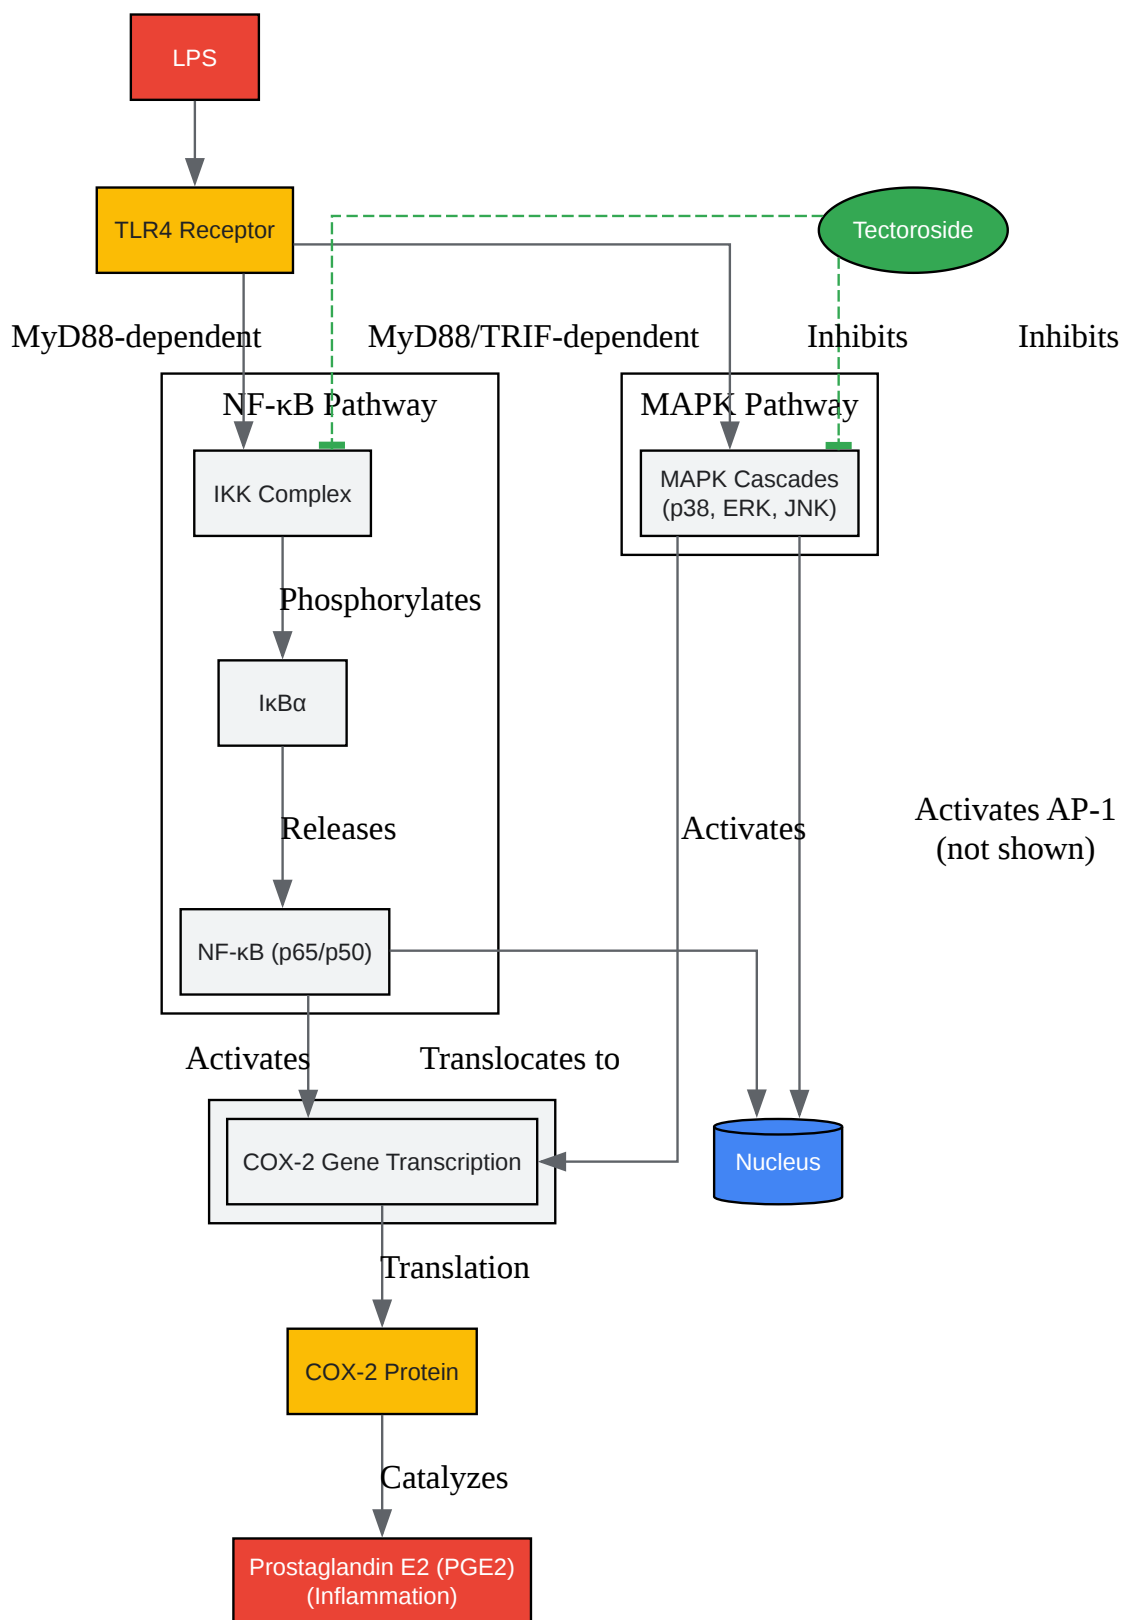 LPS
TLR4 Receptor
Tectoroside
MyD88-dependent
MyD88/TRIF-dependent
Inhibits
Inhibits
NF-κB Pathway
MAPK Pathway
IKK Complex
MAPK Cascades
(p38, ERK, JNK)
Phosphorylates
IκBα
Releases
Activates
Activates AP-1
(not shown)
NF-κB (p65/p50)
Activates
Translocates to
COX-2 Gene Transcription
Nucleus
Translation
COX-2 Protein
Catalyzes
Prostaglandin E2 (PGE2)
(Inflammation)